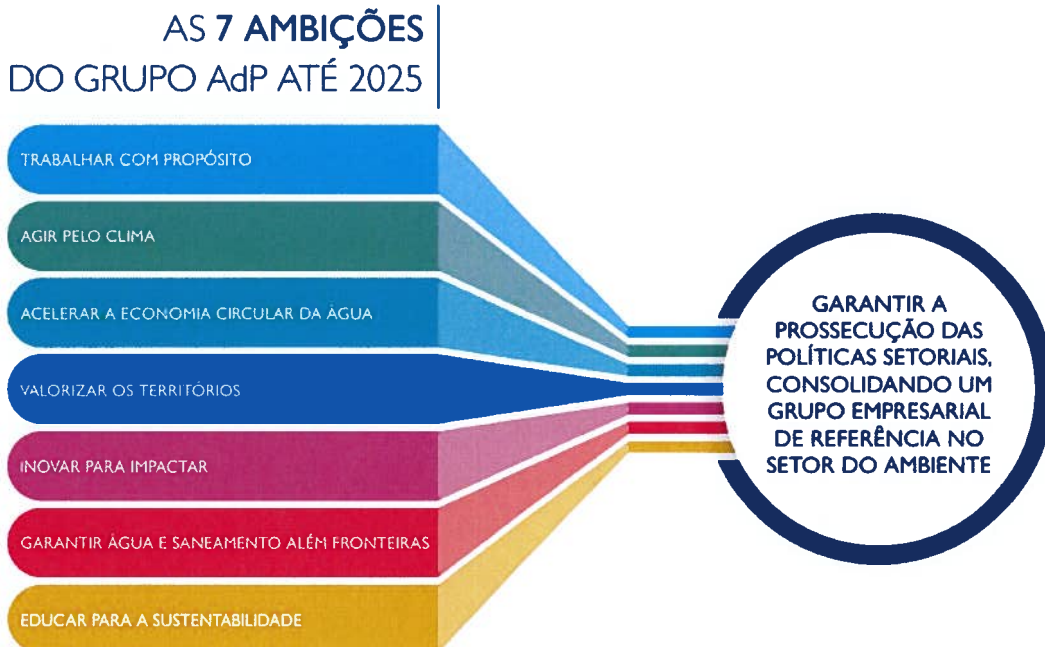 AS 7 AMBIÇÕES
DO GRUPO AdP ATÉ 2025
TRABALHAR COM PROPÓSITO
AGIR PELO CLIMA
ACELERAR A ECONOMIA CIRCULAR DA ÁGUA
VALORIZAR OS TERRITÓRIOS
INOVAR PARA IMPACTAR
GARANTIR ÁGUA E SANEAMENTO ALÉM FRONTEIRAS
EDUCAR PARA A SUSTENTABILIDADE
GARANTIR A
PROSSECUÇÃO DAS
POLÍTICAS SETORIAIS,
CONSOLIDANDO UM
GRUPO EMPRESARIAL
DE REFERÊNCIA NO
SETOR DO AMBIENTE